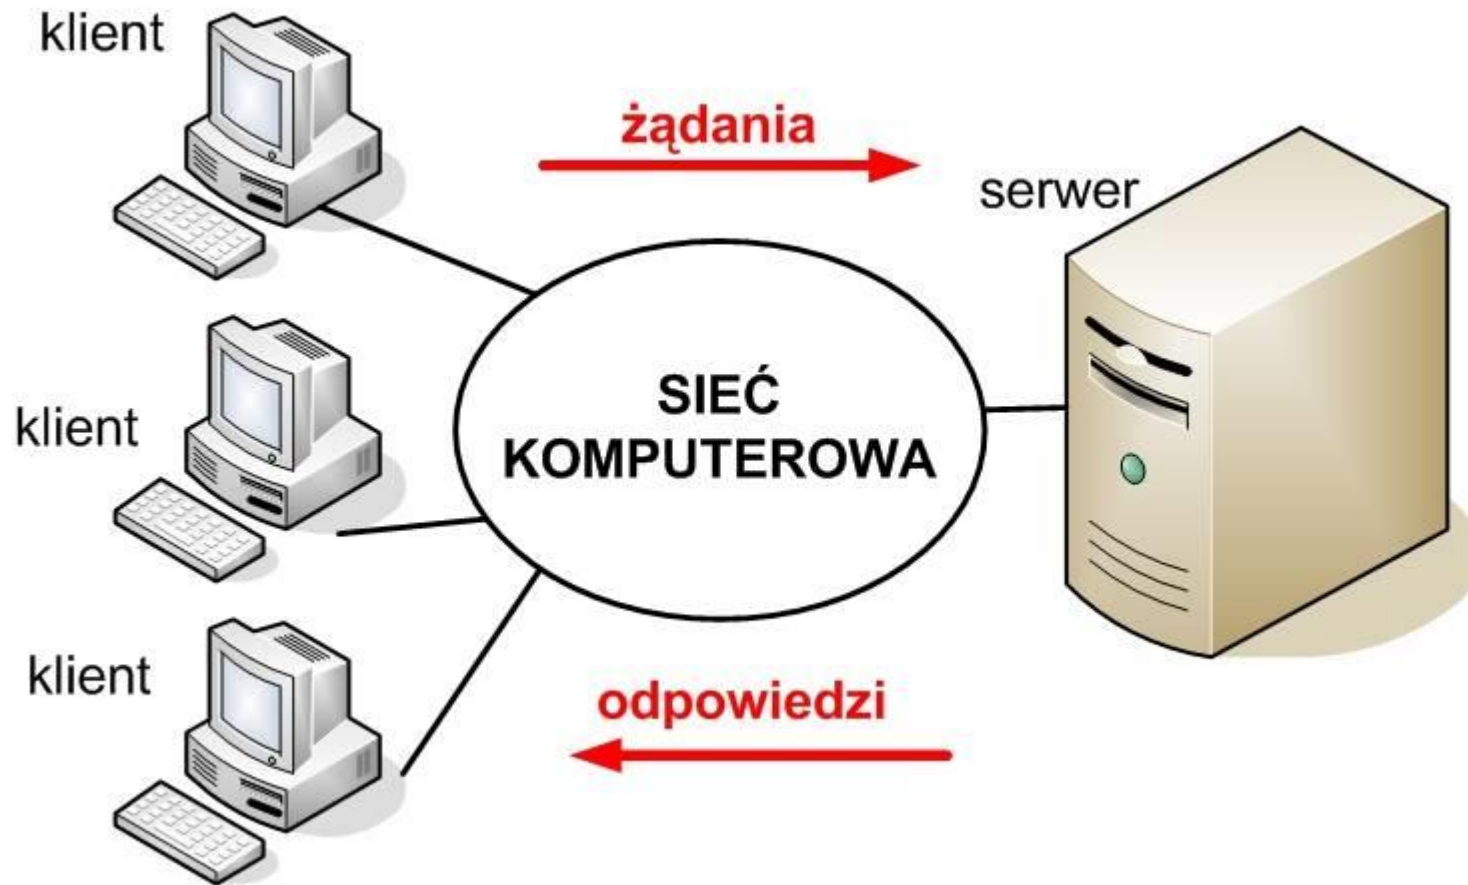 klient
żądania
serwer
SIEĆ
KOMPUTEROWA
klient
klient
odpowiedzi